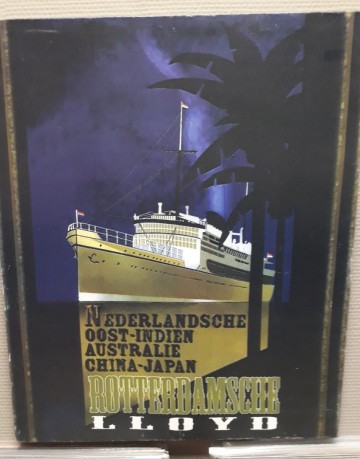 NEDERLANDSCHE
OOST-INDIEN
AUSTRALIE
CHINA-JAPAN
ROTTERDAMSCHE
LLOYD